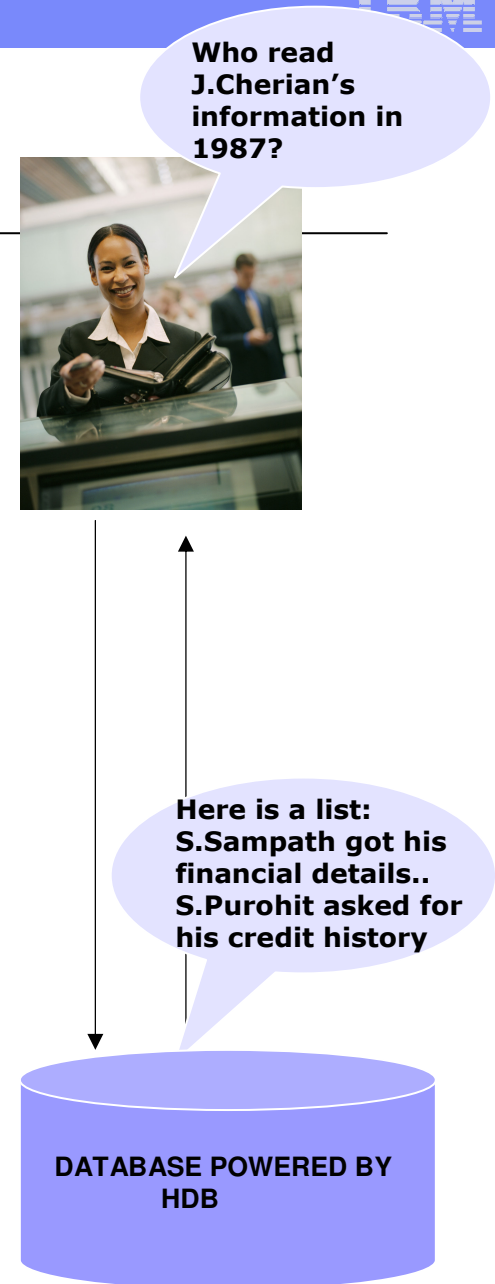 IBM
Who read
J.Cherian’s
information in
1987?
Here is a list:
S.Sampath got his
financial details..
S.Purohit asked for
his credit history
DATABASE POWERED BY
HDB